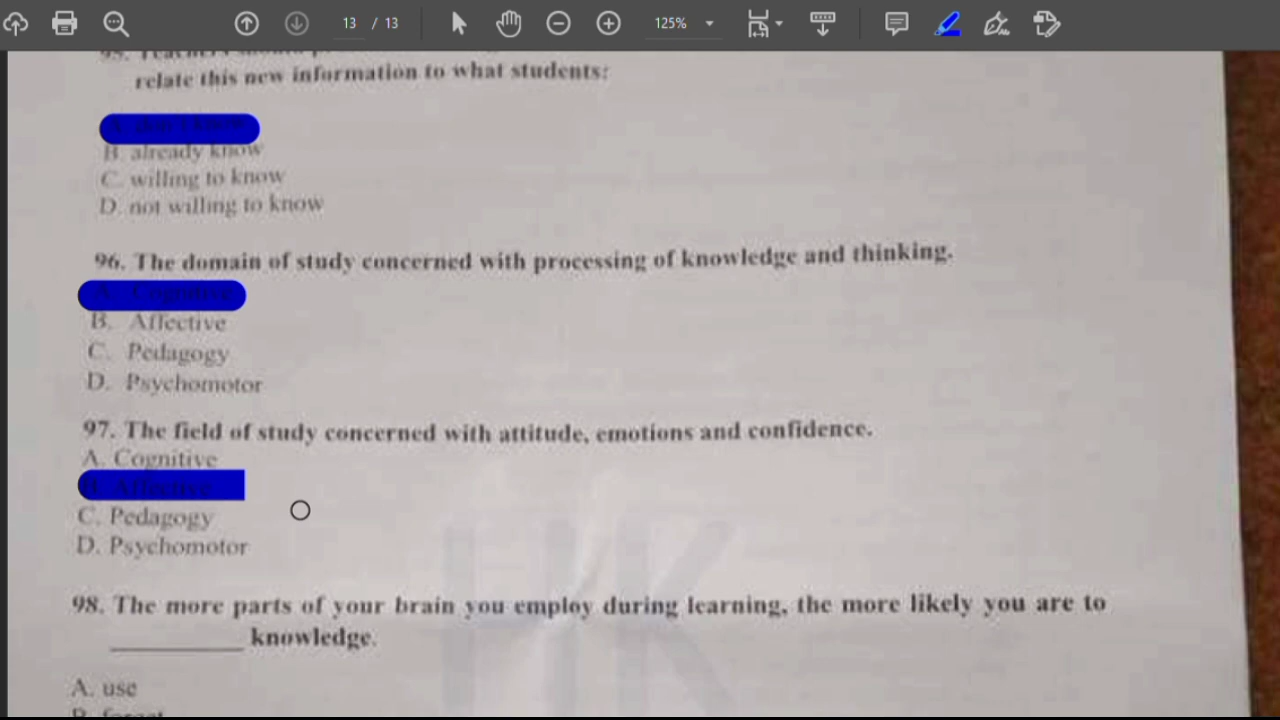 13 / 13
125%
relate this new information to what students:
B. already know
C. willing to know
D. not willing to know
96. The domain of study concerned with processing of knowledge and thinking.
A. Cognitive
B. Affective
C. Pedagogy
D. Psychomotor
97. The field of study concerned with attitude, emotions and confidence.
A. Cognitive
B. Affective
C. Pedagogy
D. Psychomotor
98. The more parts of your brain you employ during learning, the more likely you are to
__________ knowledge.
A. use